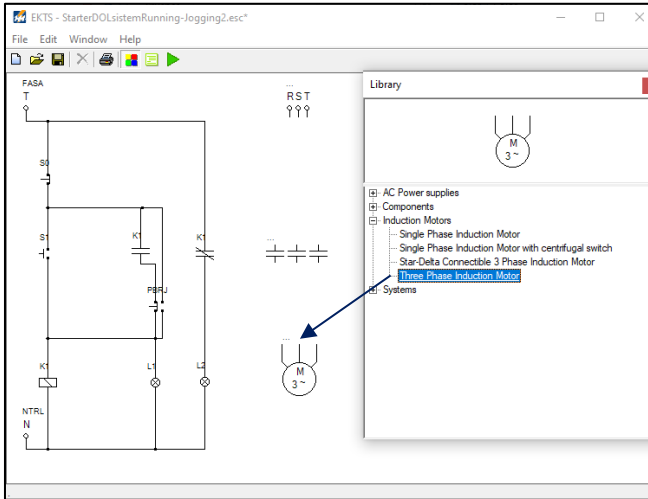 EKTS - StarterDOLsistemRunning-Jogging2.esc*
File Edit Window Help
FASA
T
...
R S T
Library
M
3 ~
AC Power supplies
Components
Induction Motors
Single Phase Induction Motor
Single Phase Induction Motor with centrifugal switch
Star-Delta Connectible 3 Phase Induction Motor
Three Phase Induction Motor
Systems
S0
S1
K1
K1
...
PBRJ
...
K1
L1
L2
M
3 ~
NTRL
N